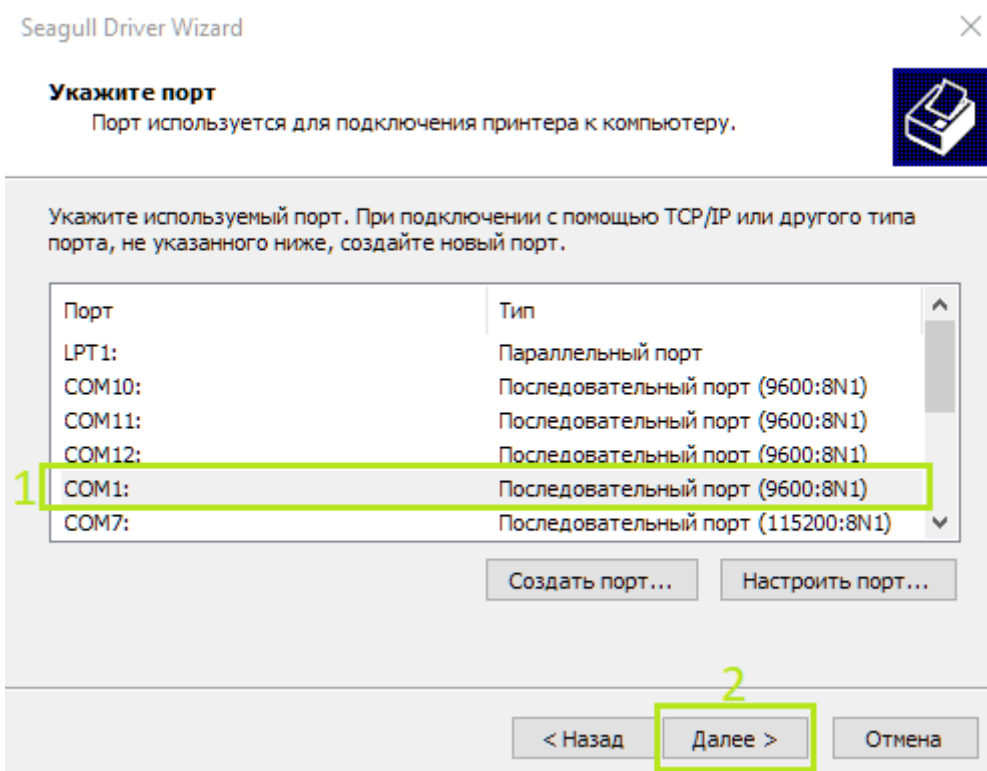 Seagull Driver Wizard
Укажите порт
Порт используется для подключения принтера к компьютеру.
Укажите используемый порт. При подключении с помощью TCP/IP или другого типа
порта, не указанного ниже, создайте новый порт.
Порт Тип
LPT1: Параллельный порт
COM10: Последовательный порт (9600:8N1)
COM11: Последовательный порт (9600:8N1)
COM12: Последовательный порт (9600:8N1)
1 COM1: Последовательный порт (9600:8N1)
COM7: Последовательный порт (115200:8N1)
Создать порт... Настроить порт...
2
< Назад Далее > Отмена